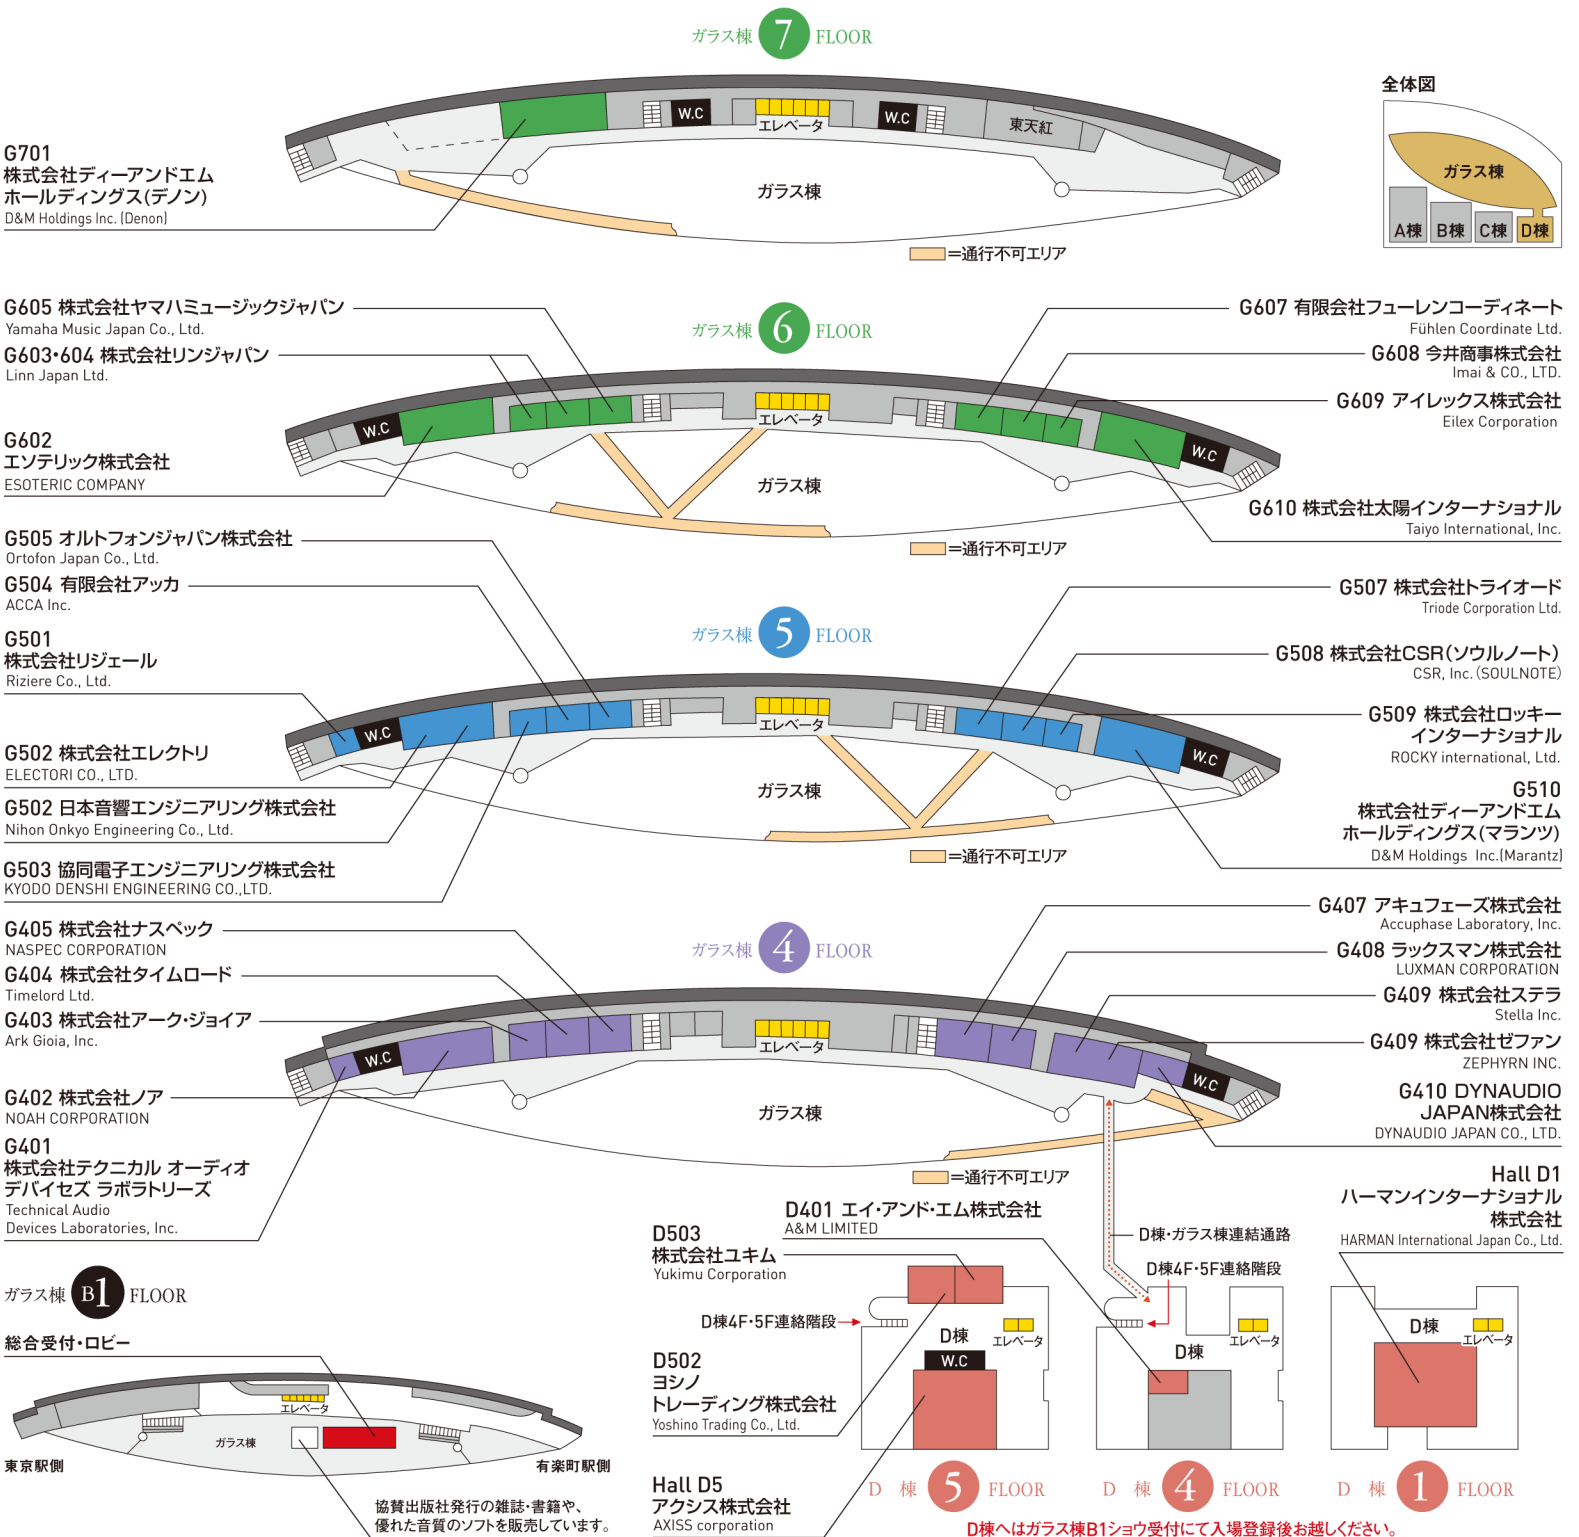 ガラス棟 7 FLOOR
W.C
エレベータ
W.C
東天紅
ガラス棟
G701
株式会社ディーアンドエム
ホールディングス(デノン)
D&M Holdings Inc. (Denon)
=通行不可エリア
全体図
ガラス棟
A棟 B棟 C棟 D棟
ガラス棟 6 FLOOR
G605 株式会社ヤマハミュージックジャパン
Yamaha Music Japan Co., Ltd.
G603・604 株式会社リンジャパン
Linn Japan Ltd.
G602
エソテリック株式会社
ESOTERIC COMPANY
W.C
エレベータ
W.C
ガラス棟
=通行不可エリア
G607 有限会社フューレンコーディネート
Fühlen Coordinate Ltd.
G608 今井商事株式会社
Imai & CO., LTD.
G609 アイレックス株式会社
Eilex Corporation
G610 株式会社太陽インターナショナル
Taiyo International, Inc.
ガラス棟 5 FLOOR
G505 オルトフォンジャパン株式会社
Ortofon Japan Co., Ltd.
G504 有限会社アッカ
ACCA Inc.
G501
株式会社リジェール
Riziere Co., Ltd.
G502 株式会社エレクトリ
ELECTORI CO., LTD.
G502 日本音響エンジニアリング株式会社
Nihon Onkyo Engineering Co., Ltd.
G503 協同電子エンジニアリング株式会社
KYODO DENSHI ENGINEERING CO.,LTD.
W.C
エレベータ
W.C
ガラス棟
=通行不可エリア
G507 株式会社トライオード
Triode Corporation Ltd.
G508 株式会社CSR(ソウルノート)
CSR, Inc. (SOULNOTE)
G509 株式会社ロッキー
インターナショナル
ROCKY international, Ltd.
G510
株式会社ディーアンドエム
ホールディングス(マランツ)
D&M Holdings Inc.(Marantz)
ガラス棟 4 FLOOR
G405 株式会社ナスペック
NASPEC CORPORATION
G404 株式会社タイムロード
Timelord Ltd.
G403 株式会社アーク・ジョイア
Ark Gioia, Inc.
G402 株式会社ノア
NOAH CORPORATION
G401
株式会社テクニカル オーディオ
デバイセズ ラボラトリーズ
Technical Audio
Devices Laboratories, Inc.
W.C
エレベータ
W.C
ガラス棟
=通行不可エリア
G407 アキュフェーズ株式会社
Accuphase Laboratory, Inc.
G408 ラックスマン株式会社
LUXMAN CORPORATION
G409 株式会社ステラ
Stella Inc.
G409 株式会社ゼファン
ZEPHYRN INC.
G410 DYNAUDIO
JAPAN株式会社
DYNAUDIO JAPAN CO., LTD.
ガラス棟 B1 FLOOR
総合受付・ロビー
エレベータ
ガラス棟
東京駅側
有楽町駅側
協賛出版社発行の雑誌・書籍や、
優れた音質のソフトを販売しています。
D503
株式会社ユキム
Yukimu Corporation
D棟4F・5F連絡階段
D502
ヨシノ
トレーディング株式会社
Yoshino Trading Co., Ltd.
Hall D5
アクシス株式会社
AXISS corporation
D棟
W.C
エレベータ
D 棟 5 FLOOR
D401 エイ・アンド・エム株式会社
A&M LIMITED
D棟・ガラス棟連結通路
D棟4F・5F連絡階段
D棟
エレベータ
D 棟 4 FLOOR
Hall D1
ハーマンインターナショナル
株式会社
HARMAN International Japan Co., Ltd.
D棟
エレベータ
D 棟 1 FLOOR
D棟へはガラス棟B1ショウ受付にて入場登録後お越しください。